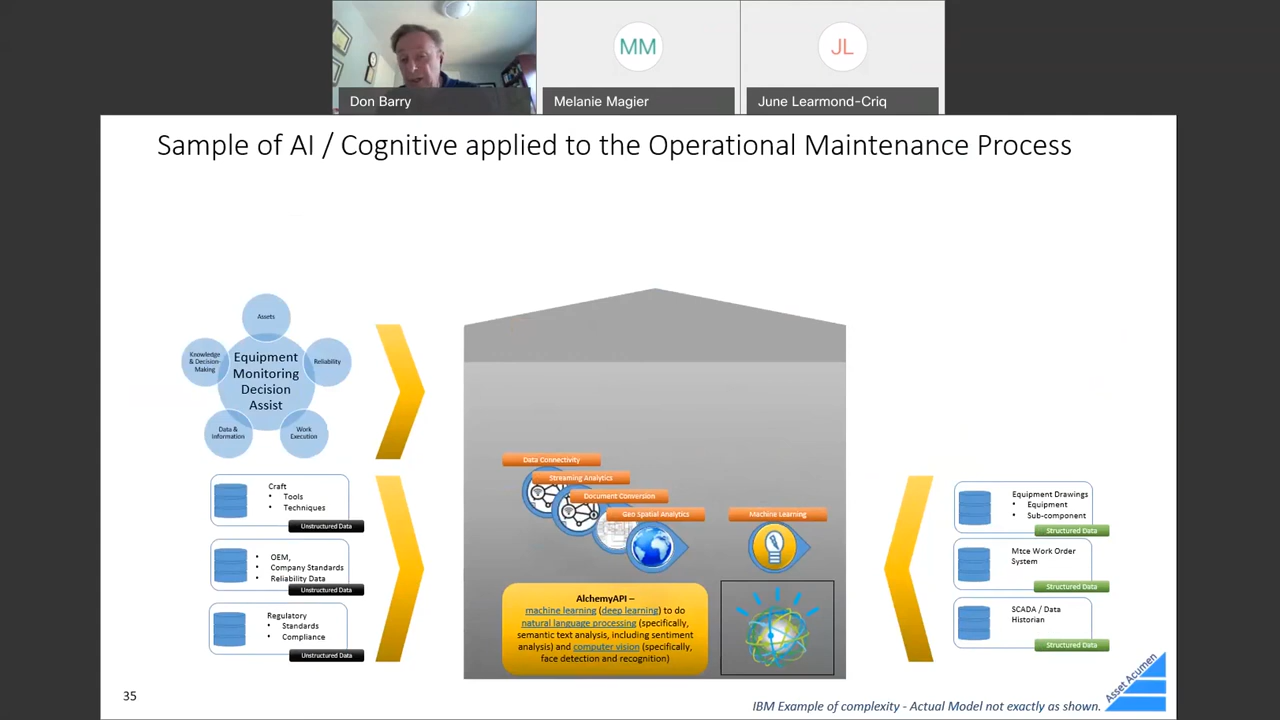 MM
JL
Don Barry
Melanie Magier
June Learmond-Criq
Sample of AI / Cognitive applied to the Operational Maintenance Process
Assets
Knowledge
& Decision-
Making
Equipment
Monitoring
Decision
Assist
Reliability
Data &
Information
Work
Execution
Craft
• Tools
• Techniques
Unstructured Data
• OEM,
Company Standards
• Reliability Data
Unstructured Data
Regulatory
• Standards
• Compliance
Unstructured Data
Data Connectivity
Streaming Analytics
Document Conversion
Geo Spatial Analytics
Machine Learning
AlchemyAPI –
machine learning (deep learning) to do
natural language processing (specifically,
semantic text analysis, including sentiment
analysis) and computer vision (specifically,
face detection and recognition)
Equipment Drawings
• Equipment
• Sub-component
Structured Data
Mtce Work Order
System
Structured Data
SCADA / Data
Historian
Structured Data
35
IBM Example of complexity - Actual Model not exactly as shown.
Asset Acumen